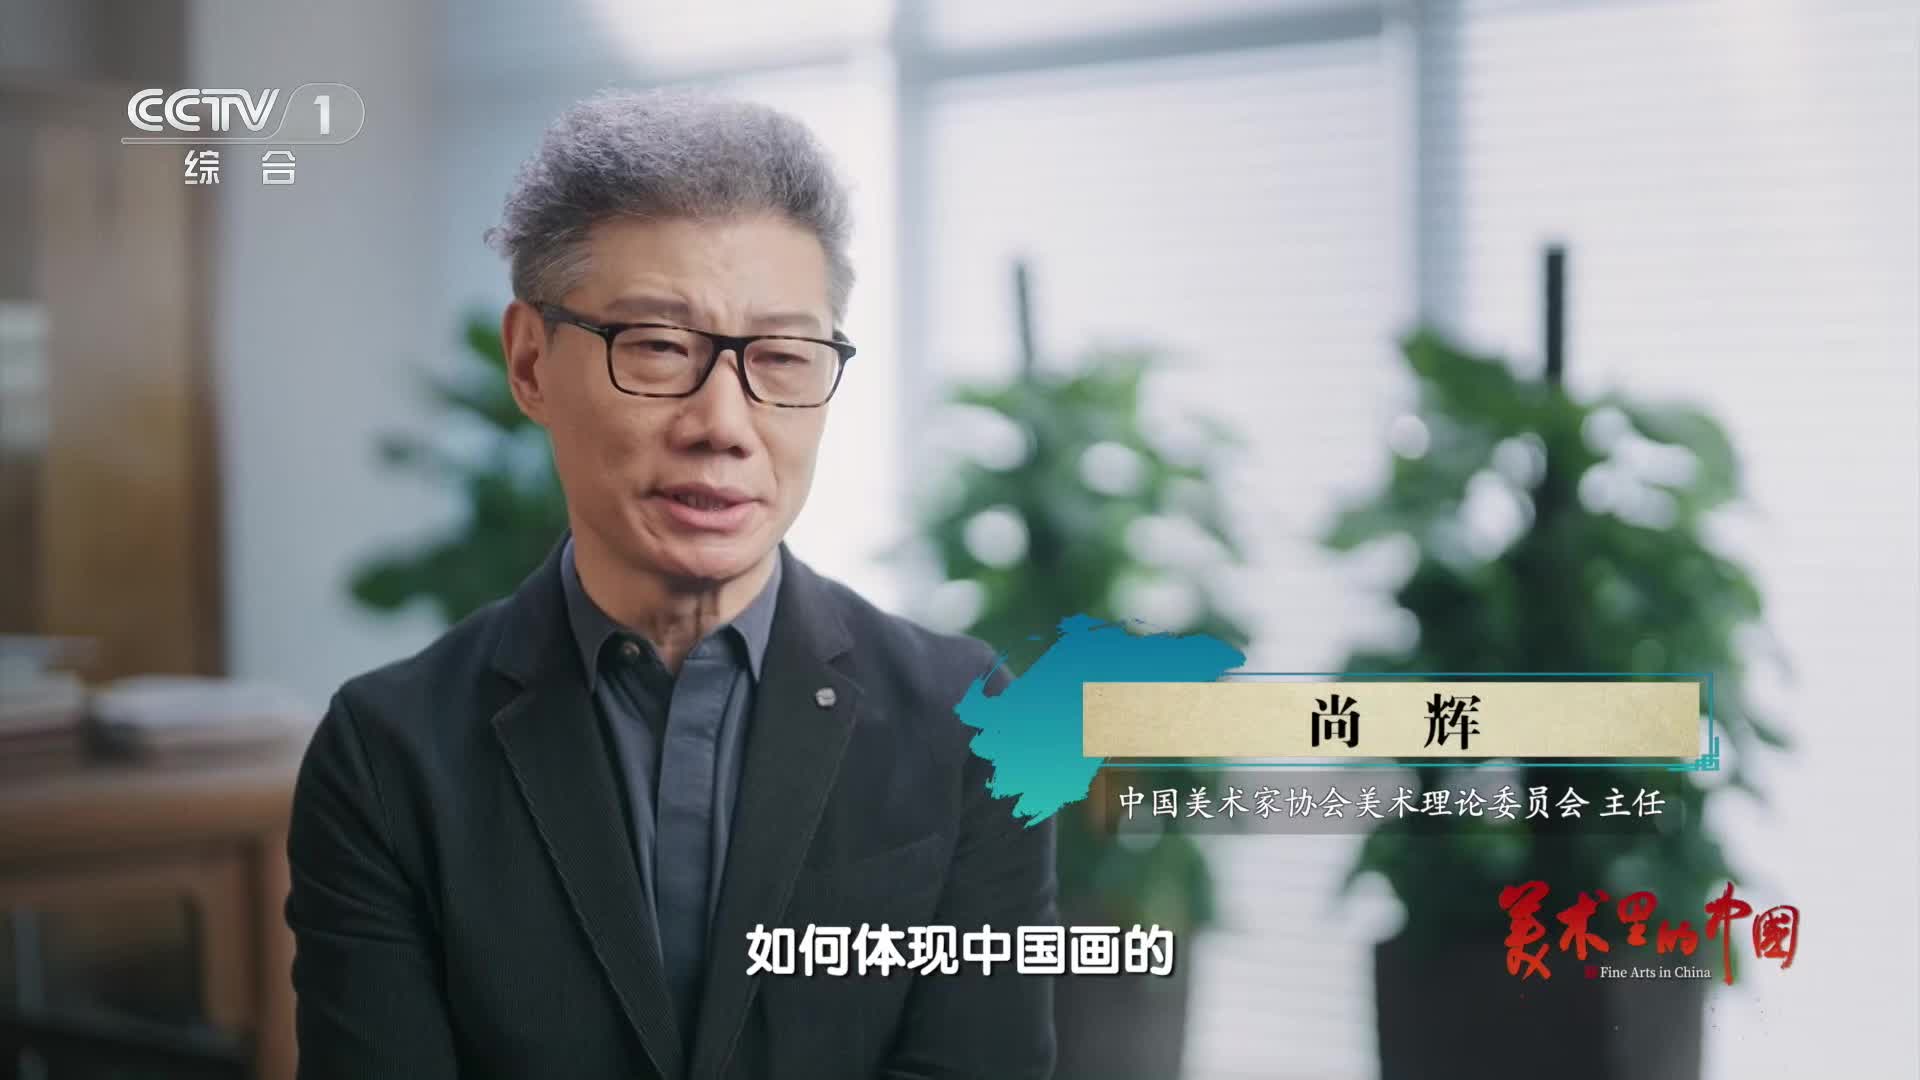 CCTV 1
综合
尚辉
中国美术家协会美术理论委员会 主任
如何体现中国画的
美术里的中国
Fine Arts in China